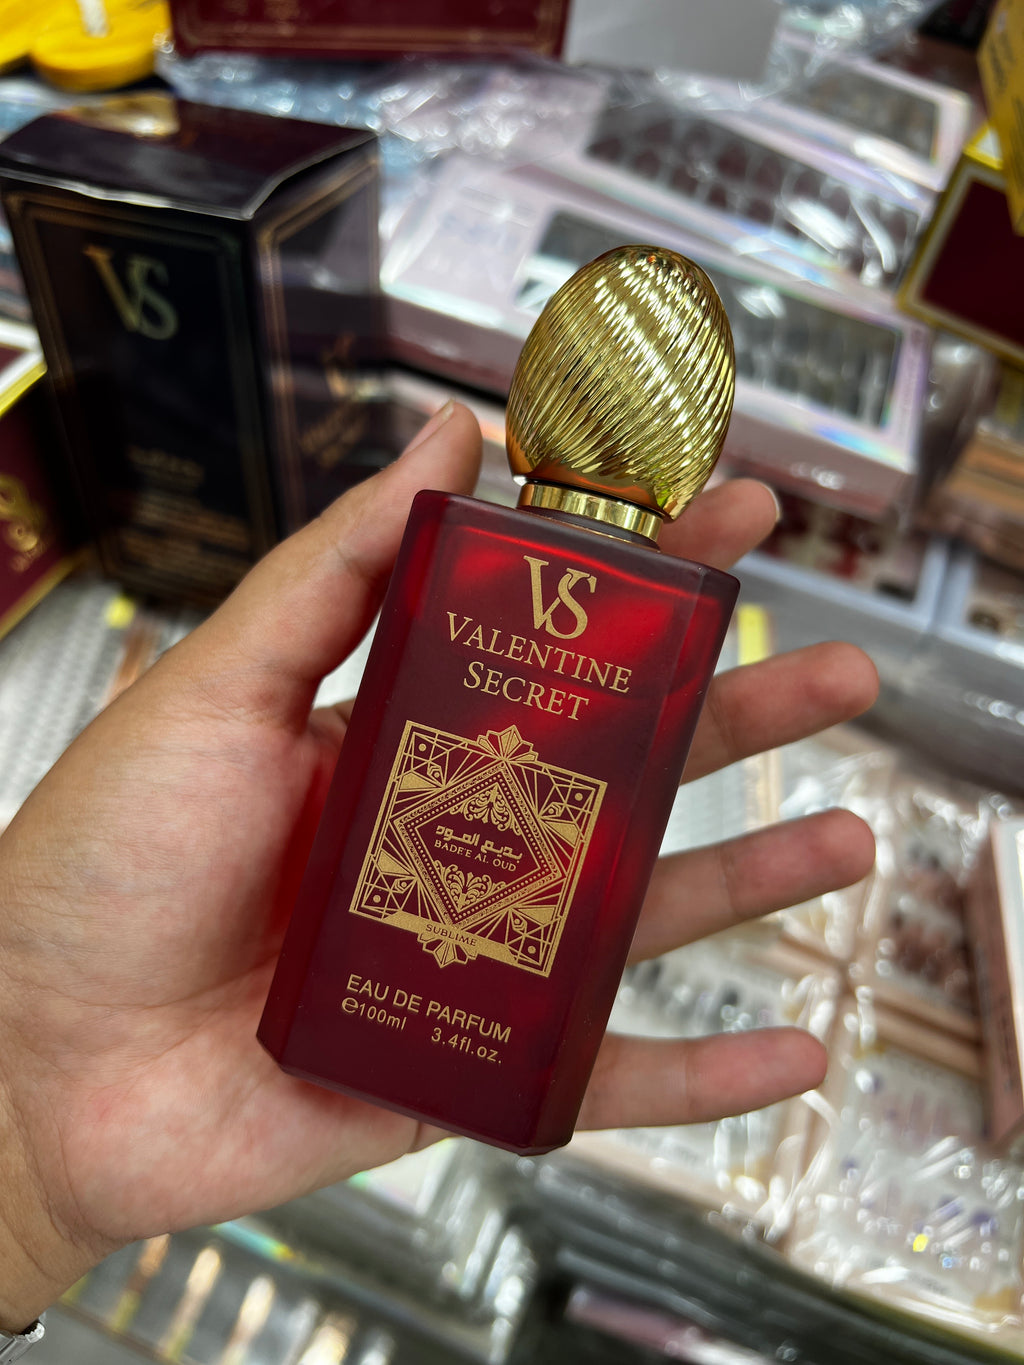 VS
VS
VALENTINE
SECRET
بديع العود
BADE'E AL OUD
SUBLIME
EAU DE PARFUM
℮100ml 3.4fl.oz.